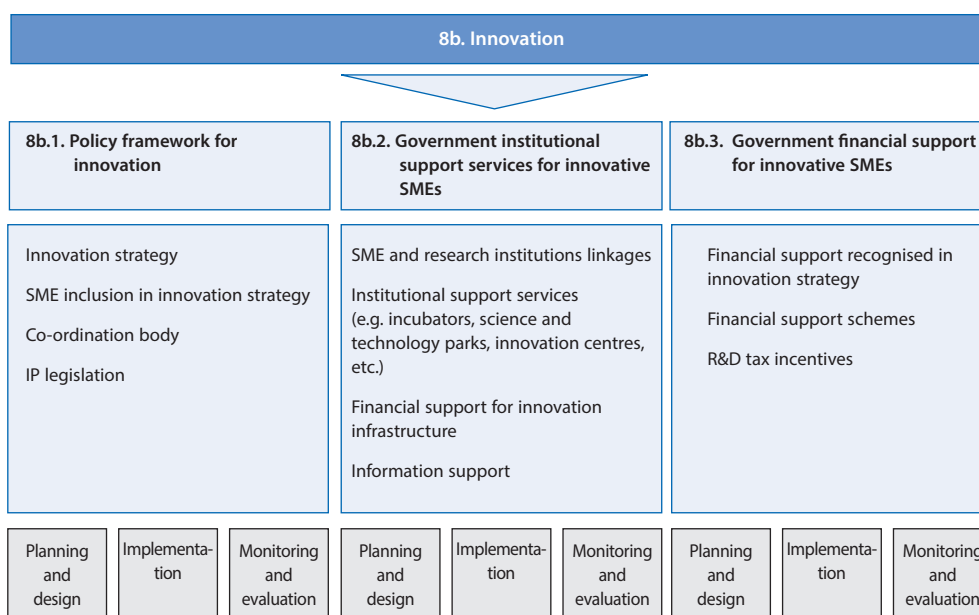 8b. Innovation
8b.1. Policy framework for
innovation
8b.2. Government institutional
support services for innovative
SMEs
8b.3. Government financial support
for innovative SMEs
Innovation strategy
SME inclusion in innovation strategy
Co-ordination body
IP legislation
SME and research institutions linkages
Institutional support services
(e.g. incubators, science and
technology parks, innovation centres,
etc.)
Financial support for innovation
infrastructure
Information support
Financial support recognised in
innovation strategy
Financial support schemes
R&D tax incentives
Planning
and
design
Implementa-
tion
Monitoring
and
evaluation
Planning
and
design
Implementa-
tion
Monitoring
and
evaluation
Planning
and
design
Implementa-
tion
Monitoring
and
evaluation